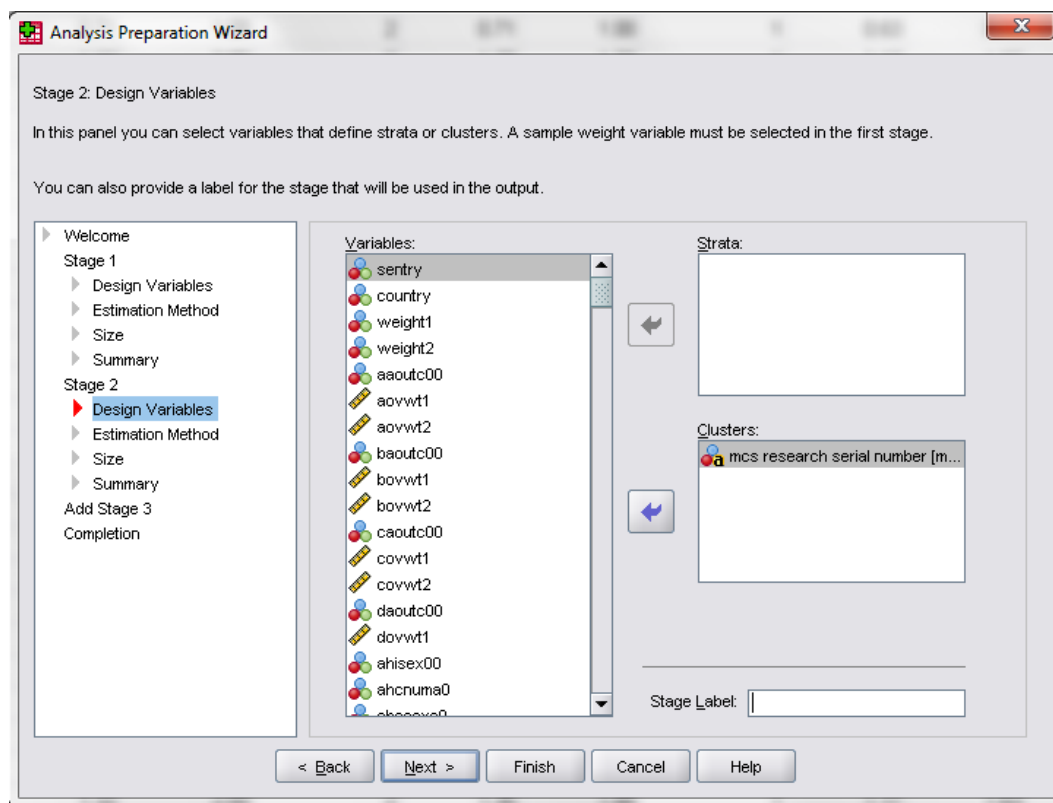 Analysis Preparation Wizard
Stage 2: Design Variables
In this panel you can select variables that define strata or clusters. A sample weight variable must be selected in the first stage.
You can also provide a label for the stage that will be used in the output.
Welcome
Stage 1
Design Variables
Estimation Method
Size
Summary
Stage 2
Design Variables
Estimation Method
Size
Summary
Add Stage 3
Completion
Variables:
sentry
country
weight1
weight2
aaoutc00
aovwt1
aovwt2
baoutc00
bovwt1
bovwt2
caoutc00
covwt1
covwt2
daoutc00
dovwt1
ahisex00
ahcnuma0
Strata:
Clusters:
mcs research serial number [m...
Stage Label:
< Back
Next >
Finish
Cancel
Help